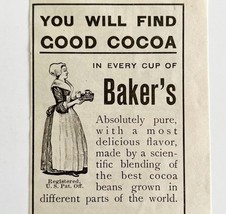 YOU WILL FIND
GOOD COCOA
IN EVERY CUP OF
Baker's
Absolutely pure,
with a most
delicious flavor,
made by a scien-
tific blending of
the best cocoa
beans grown in
different parts of the world.
Registered,
U. S. Pat. Off.